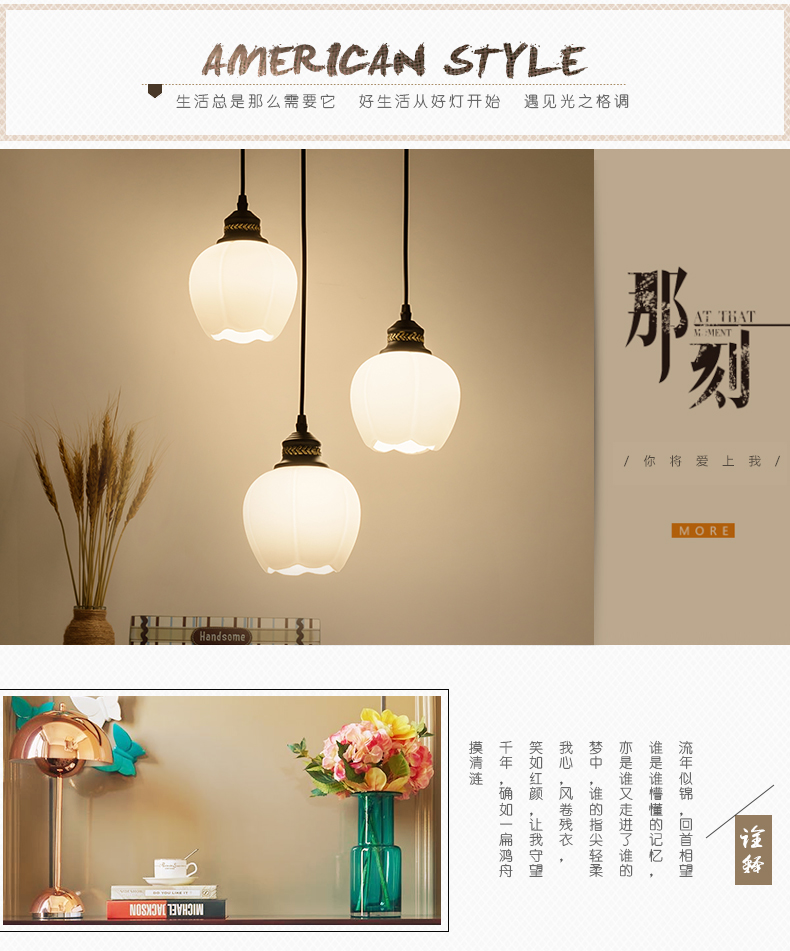 AMERICAN STYLE
生活总是那么需要它 好生活从好灯开始 遇见光之格调
那刻
AT THAT
MOMENT
/ 你将爱上我 /
MORE
Handsome
诠释
流年似锦，回首相望
谁是谁懵懂的记忆，
亦是谁又走进了谁的
梦中，谁的指尖轻柔
我心，风卷残衣，
笑如红颜，让我守望
千年，确如一扁鸿舟
摸清涟
YOU LIKE IT
MICHAEL JACKSON